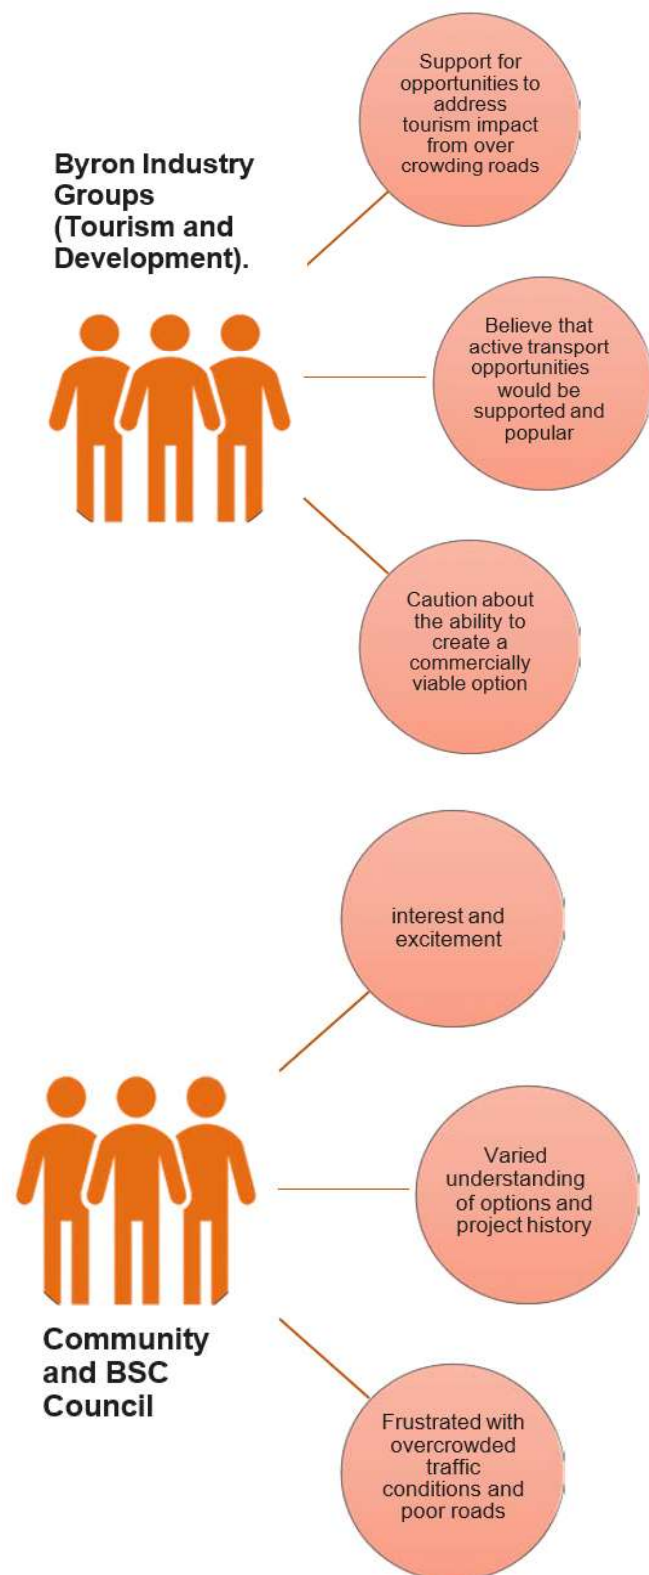 Support for
opportunities to
address
tourism impact
from over
crowding roads
Byron Industry
Groups
(Tourism and
Development).
Believe that
active transport
opportunities
would be
supported and
popular
Caution about
the ability to
create a
commercially
viable option
interest and
excitement
Varied
understanding
of options and
project history
Community
and BSC
Council
Frustrated with
overcrowded
traffic
conditions and
poor roads